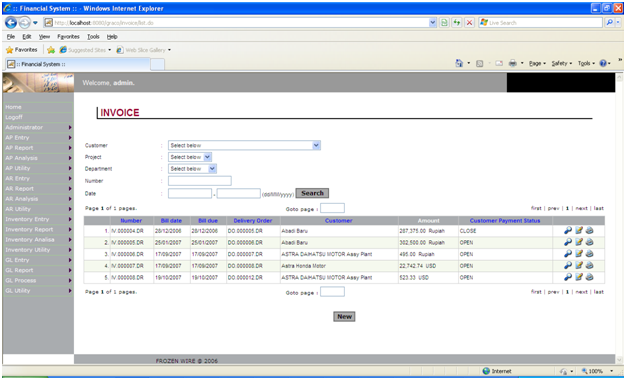 :: Financial System :: - Windows Internet Explorer
http://localhost:8080/gracs/invoicelist.do
Live Search
File Edit View Favorites Tools Help
Favorites Suggested Sites Web Slice Gallery
:: Financial System :: Page Safety Tools
Welcome, admin.
Home
Logoff
Administrator
AP Entry
AP Report
AP Analysis
AP Utility
AR Entry
AR Report
AR Analysis
AR Utility
Inventory Entry
Inventory Report
Inventory Analisa
Inventory Utility
GL Entry
GL Report
GL Process
GL Utility
INVOICE
Customer : Select below
Project : Select below
Department : Select below
Number :
Date : - (dd/MM/yyyy) Search
Page 1 of 1 pages. Goto page : first | prev | 1 | next | last
Number Bill date Bill due Delivery Order Customer Amount Customer Payment Status
1. IV.000004.DR 28/12/2006 28/12/2006 DO.000005.DR Abadi Baru 287,375.00 Rupiah CLOSE
2. IV.000005.DR 25/01/2007 25/01/2007 DO.000006.DR Abadi Baru 302,500.00 Rupiah OPEN
3. IV.000006.DR 17/09/2007 17/09/2007 DO.000007.DR ASTRA DAIHATSU MOTOR Assy Plant 495.00 Rupiah OPEN
4. IV.000007.DR 17/09/2007 17/09/2007 DO.000008.DR Astra Honda Motor 22,742.74 USD OPEN
5. IV.000008.DR 19/10/2007 19/10/2007 DO.000012.DR ASTRA DAIHATSU MOTOR Assy Plant 523.33 USD OPEN
Page 1 of 1 pages. Goto page : first | prev | 1 | next | last
New
FROZEN WIRE @ 2006
Internet 100%